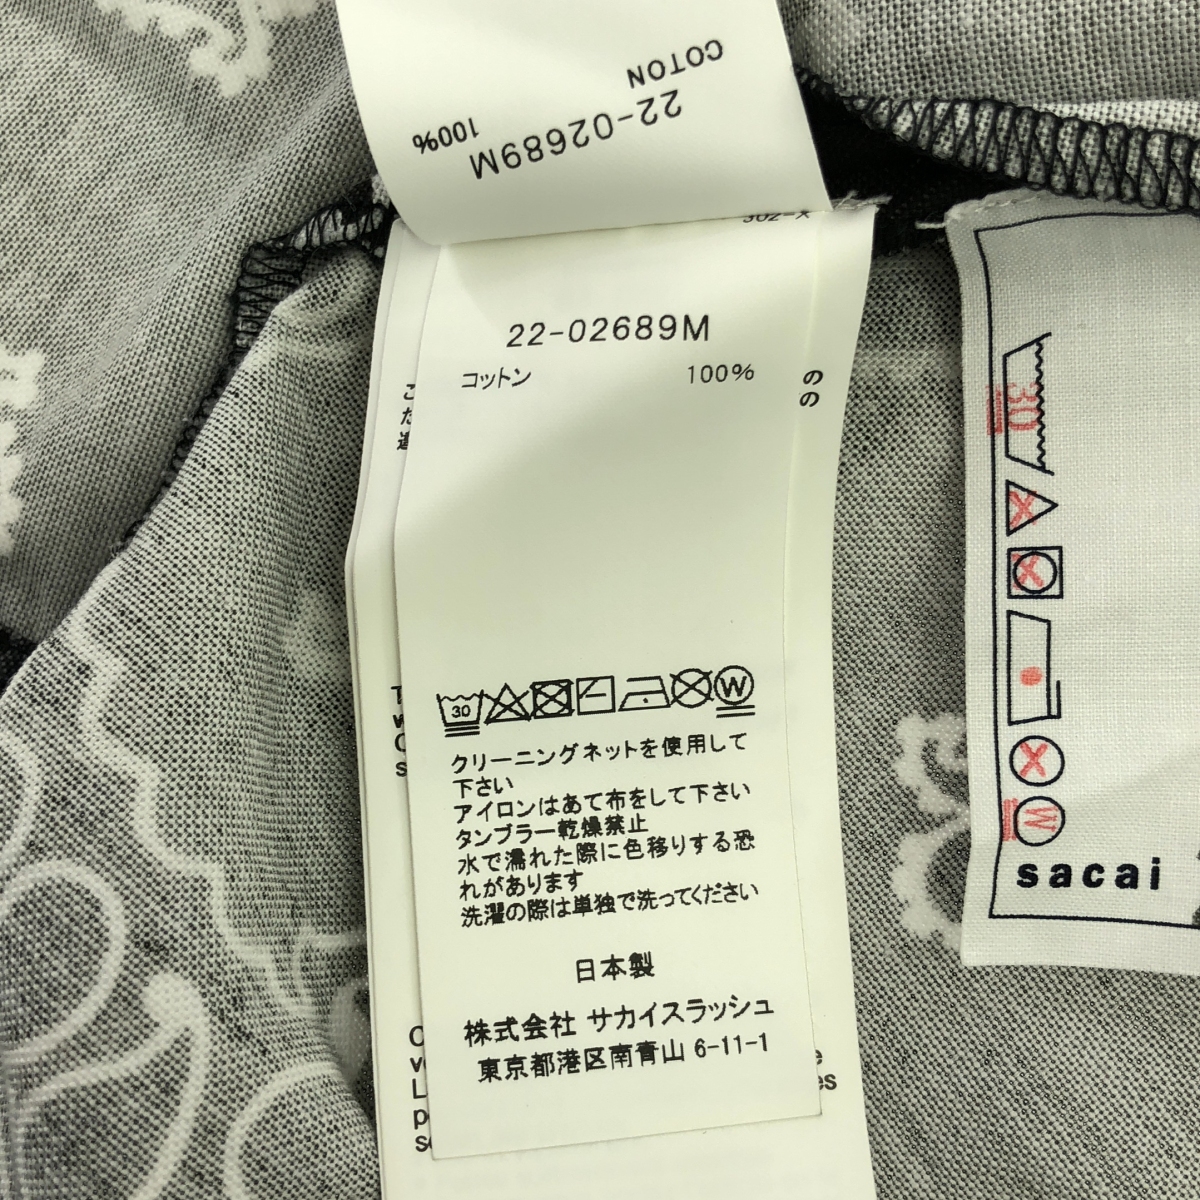 COTTON
100%
22-02689M
302-X
22-02689M
コットン 100%
の
の
30
W
クリーニングネットを使用して
下さい
アイロンはあて布をして下さい
タンブラー乾燥禁止
水で濡れた際に色移りする恐
れがあります
洗濯の際は単独で洗ってください
日本製
株式会社 サカイスラッシュ
東京都港区南青山 6-11-1
30
W
sacai